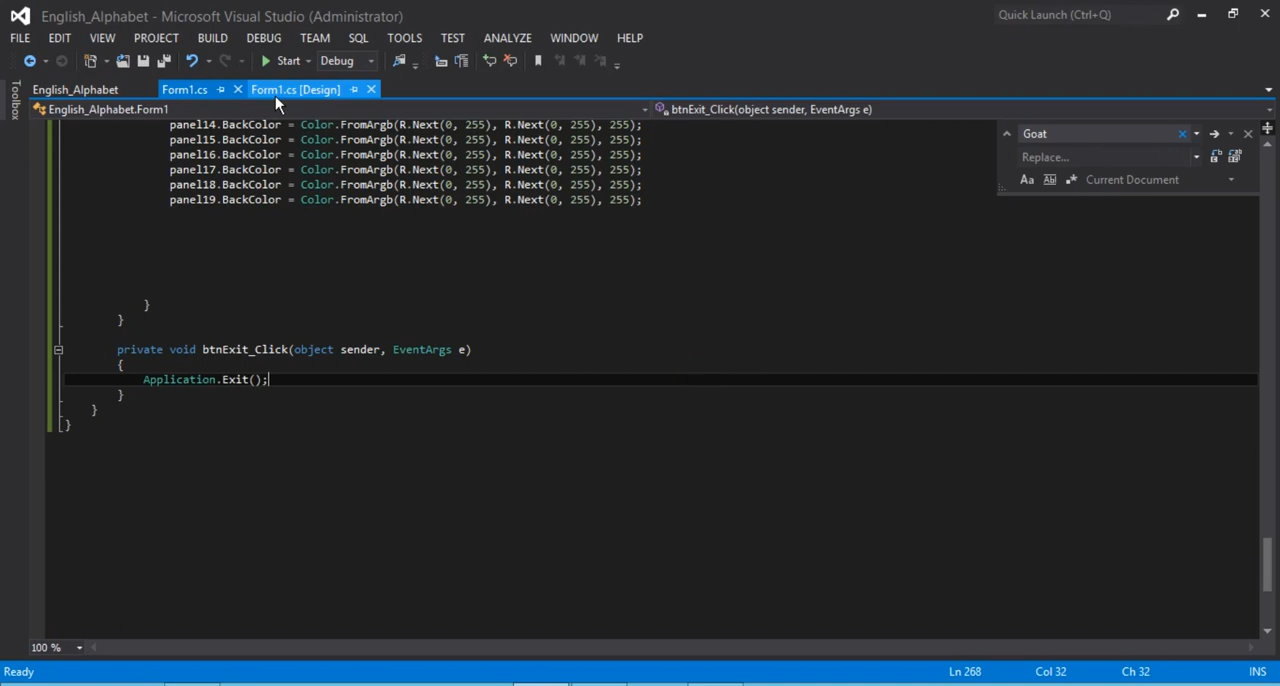 English_Alphabet - Microsoft Visual Studio (Administrator)
Quick Launch (Ctrl+Q)
FILE EDIT VIEW PROJECT BUILD DEBUG TEAM SQL TOOLS TEST ANALYZE WINDOW HELP
Start Debug
Toolbox
English_Alphabet Form1.cs Form1.cs [Design]
English_Alphabet.Form1 btnExit_Click(object sender, EventArgs e)
panel14.BackColor = Color.FromArgb(R.Next(0, 255), R.Next(0, 255), 255);
panel15.BackColor = Color.FromArgb(R.Next(0, 255), R.Next(0, 255), 255);
panel16.BackColor = Color.FromArgb(R.Next(0, 255), R.Next(0, 255), 255);
panel17.BackColor = Color.FromArgb(R.Next(0, 255), R.Next(0, 255), 255);
panel18.BackColor = Color.FromArgb(R.Next(0, 255), R.Next(0, 255), 255);
panel19.BackColor = Color.FromArgb(R.Next(0, 255), R.Next(0, 255), 255);
Goat
Replace...
Aa Ab Current Document
}
}
private void btnExit_Click(object sender, EventArgs e)
{
Application.Exit();
}
}
}
100 %
Ready Ln 268 Col 32 Ch 32 INS